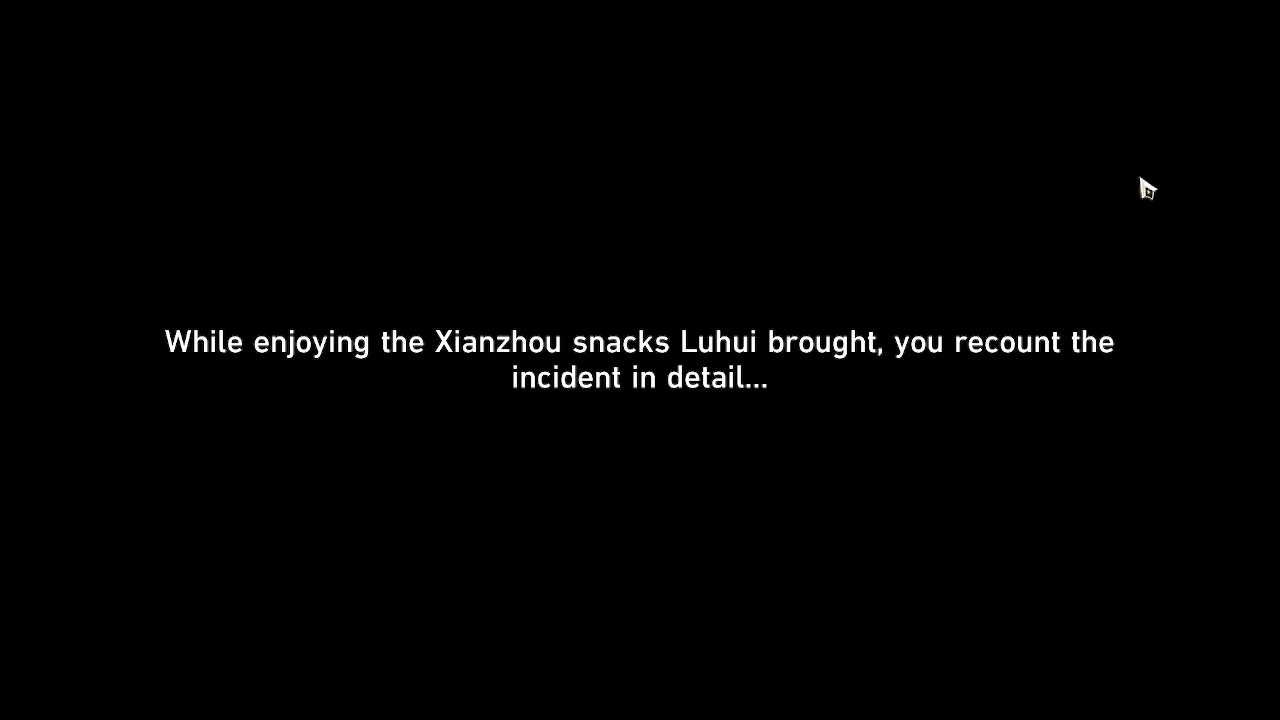 While enjoying the Xianzhou snacks Luhui brought, you recount the
incident in detail...